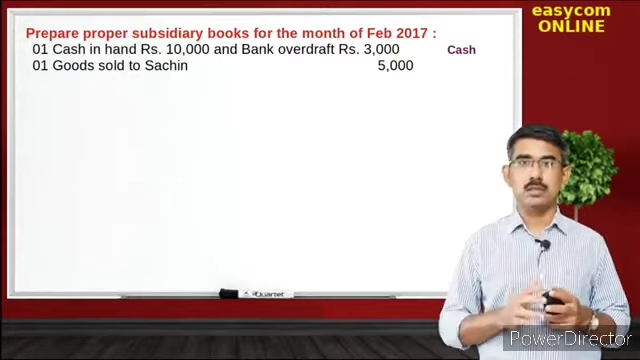 easycom
ONLINE
Prepare proper subsidiary books for the month of Feb 2017 :
01 Cash in hand Rs. 10,000 and Bank overdraft Rs. 3,000 Cash
01 Goods sold to Sachin 5,000
Quartet
PowerDirector